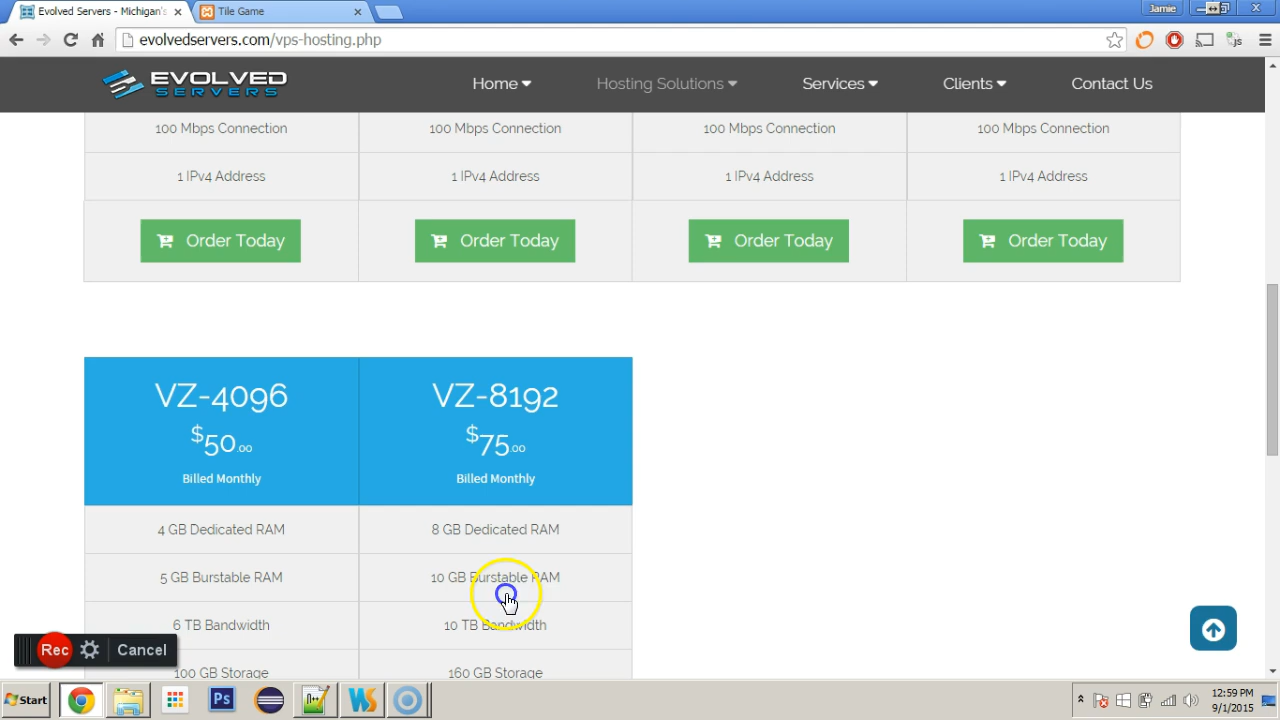 Evolved Servers - Michigan's
Tile Game
Jamie
evolvedservers.com/vps-hosting.php
js
EVOLVED
SERVERS
Home
Hosting Solutions
Services
Clients
Contact Us
100 Mbps Connection
100 Mbps Connection
100 Mbps Connection
100 Mbps Connection
1 IPv4 Address
1 IPv4 Address
1 IPv4 Address
1 IPv4 Address
Order Today
Order Today
Order Today
Order Today
VZ-4096
VZ-8192
$50.00
$75.00
Billed Monthly
Billed Monthly
4 GB Dedicated RAM
8 GB Dedicated RAM
5 GB Burstable RAM
10 GB Burstable RAM
6 TB Bandwidth
10 TB Bandwidth
100 GB Storage
160 GB Storage
Rec
Cancel
Start
Ps
WS
12:59 PM
9/1/2015